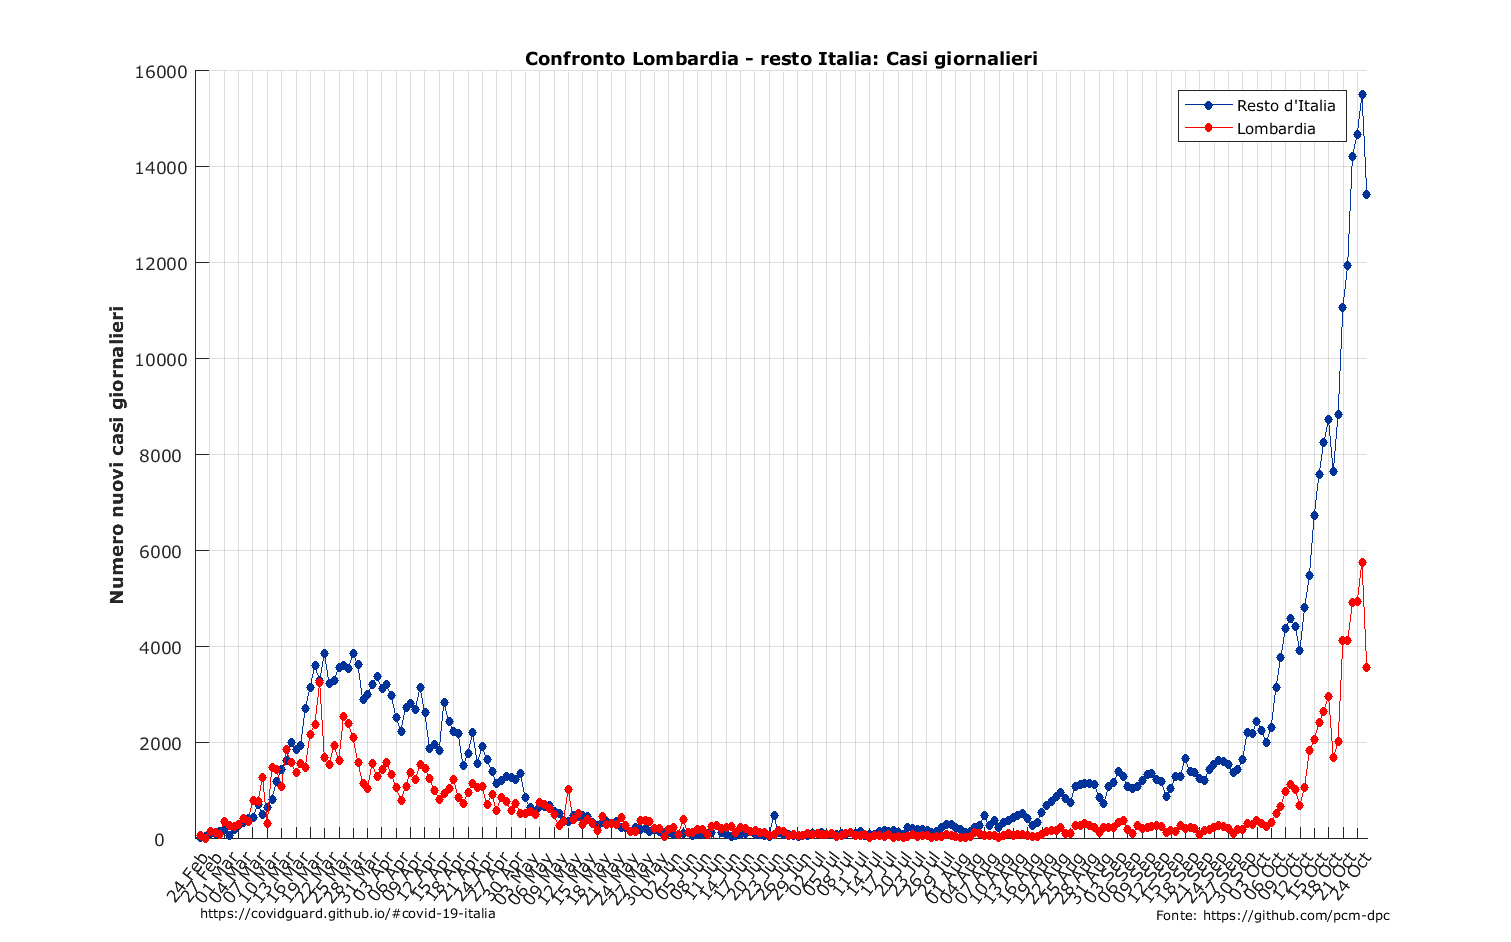 Confronto Lombardia - resto Italia: Casi giornalieri
Resto d'Italia
Lombardia
Numero nuovi casi giornalieri
16000
14000
12000
10000
8000
6000
4000
2000
0
24 Feb
27 Feb
01 Mar
04 Mar
07 Mar
10 Mar
13 Mar
16 Mar
19 Mar
22 Mar
25 Mar
28 Mar
31 Mar
03 Apr
06 Apr
09 Apr
12 Apr
15 Apr
18 Apr
21 Apr
24 Apr
27 Apr
30 Apr
03 May
06 May
09 May
12 May
15 May
18 May
21 May
24 May
27 May
30 May
02 Jun
05 Jun
08 Jun
11 Jun
14 Jun
17 Jun
20 Jun
23 Jun
26 Jun
29 Jun
02 Jul
05 Jul
08 Jul
11 Jul
14 Jul
17 Jul
20 Jul
23 Jul
26 Jul
29 Jul
01 Aug
04 Aug
07 Aug
10 Aug
13 Aug
16 Aug
19 Aug
22 Aug
25 Aug
28 Aug
31 Aug
03 Sep
06 Sep
09 Sep
12 Sep
15 Sep
18 Sep
21 Sep
24 Sep
27 Sep
30 Sep
03 Oct
06 Oct
09 Oct
12 Oct
15 Oct
18 Oct
21 Oct
24 Oct
https://covidguard.github.io/#covid-19-italia
Fonte: https://github.com/pcm-dpc